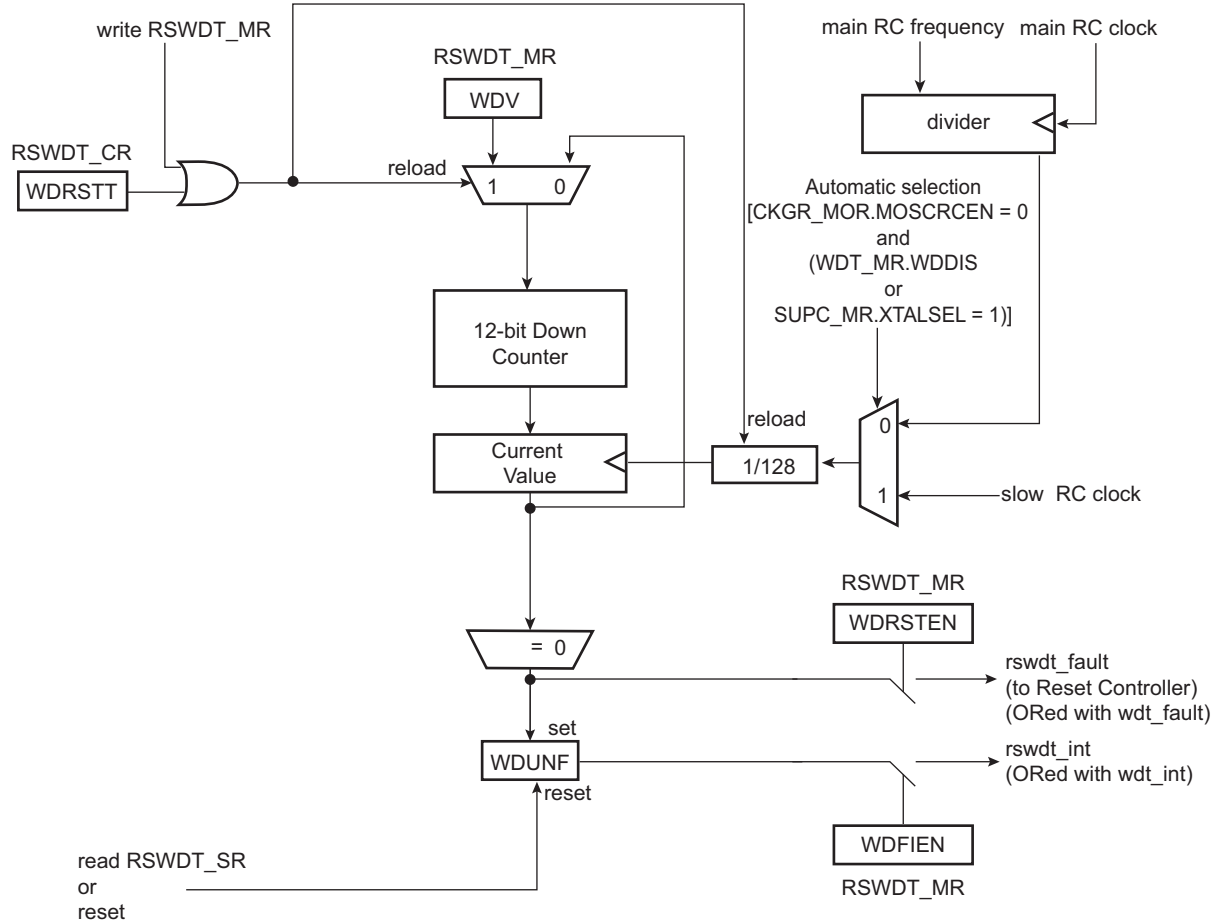 write RSWDT_MR
main RC frequency
main RC clock
RSWDT_MR
WDV
divider
RSWDT_CR
WDRSTT
reload
1 0
Automatic selection
[CKGR_MOR.MOSCRCEN = 0
and
(WDT_MR.WDDIS
or
SUPC_MR.XTALSEL = 1)]
12-bit Down
Counter
reload
0
Current
Value
1/128
1
slow RC clock
RSWDT_MR
WDRSTEN
= 0
rswdt_fault
(to Reset Controller)
(ORed with wdt_fault)
set
WDUNF
reset
rswdt_int
(ORed with wdt_int)
WDFIEN
RSWDT_MR
read RSWDT_SR
or
reset